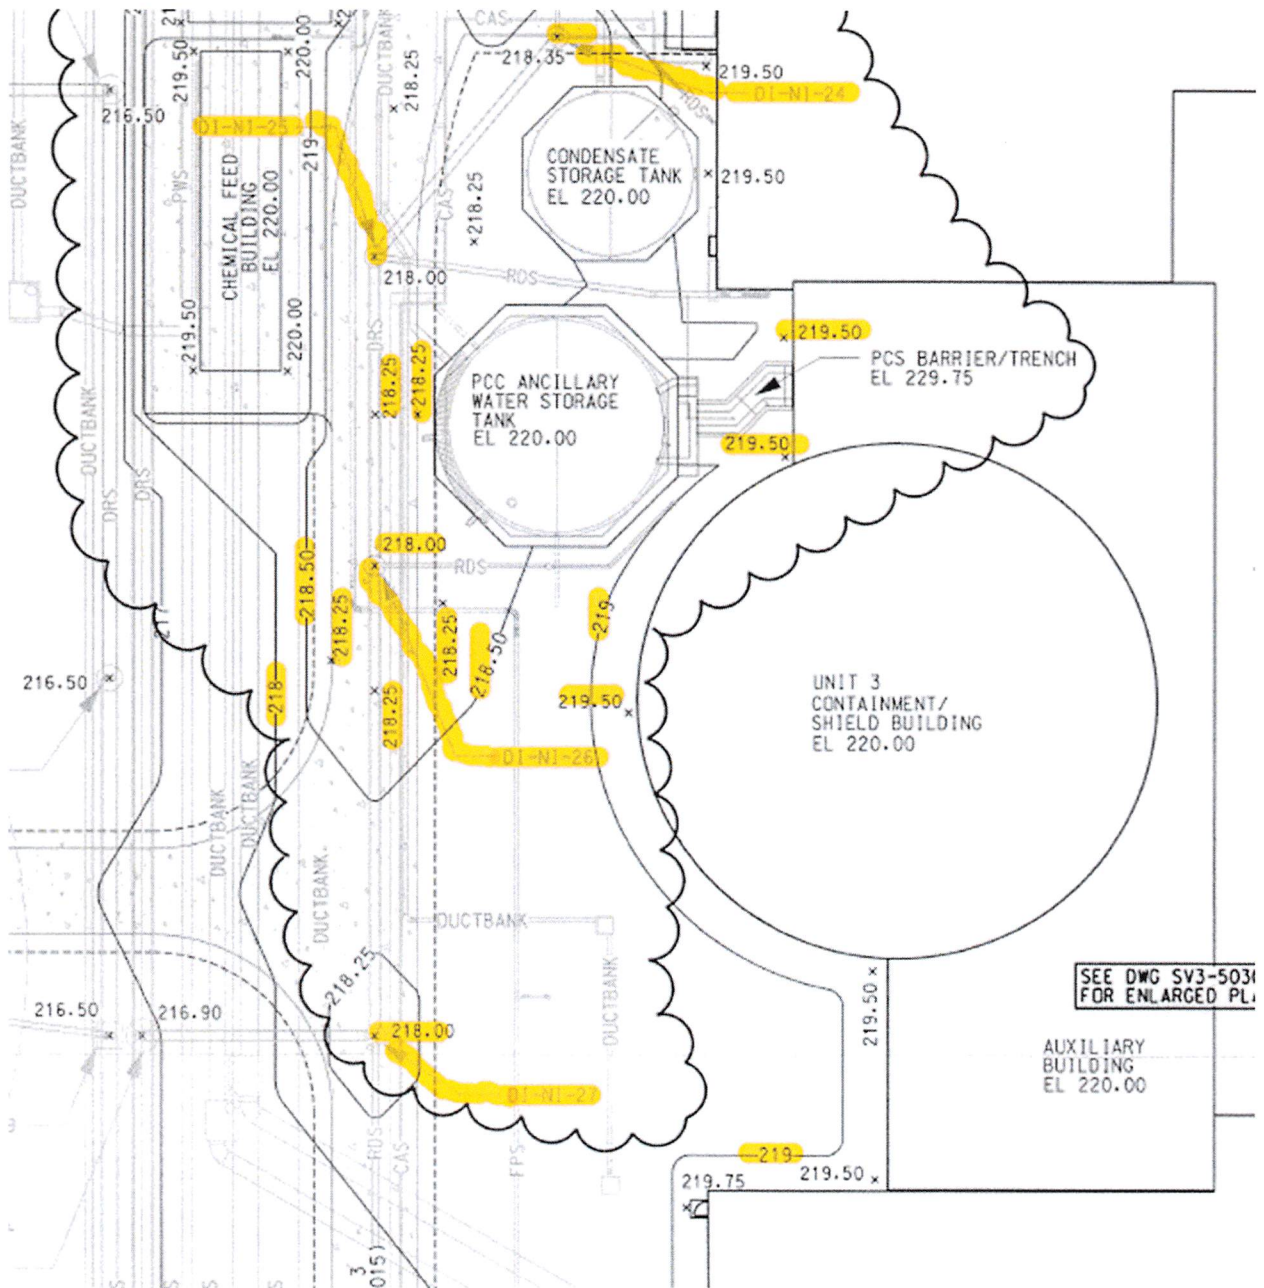 CAS
DUCTBANK
218.25
218.35
219.50
DI-NI-24
RDS
219.50
220.00
216.50
DI-NI-25
219
DUCTBANK
PWS
CHEMICAL FEED
BUILDING
EL 220.00
CAS
218.25
CONDENSATE
STORAGE TANK
EL 220.00
219.50
218.00
RDS
DRS
219.50
220.00
219.50
PCS BARRIER/TRENCH
EL 229.75
218.25
218.25
PCC ANCILLARY
WATER STORAGE
TANK
EL 220.00
219.50
DUCTBANK
DRS
DRS
218.00
RDS
218.50
218.25
218.25
218.50
219
217
216.50
218
218.25
219.50
DI-NI-26
UNIT 3
CONTAINMENT/
SHIELD BUILDING
EL 220.00
DUCTBANK
DUCTBANK
DUCTBANK
DUCTBANK
218.25
DUCTBANK
219.50
SEE DWG SV3-5030
FOR ENLARGED
216.50
216.90
218.00
AUXILIARY
BUILDING
EL 220.00
DI-NI-27
RDS
CAS
FPS
219
219.50
219.75
3
015)